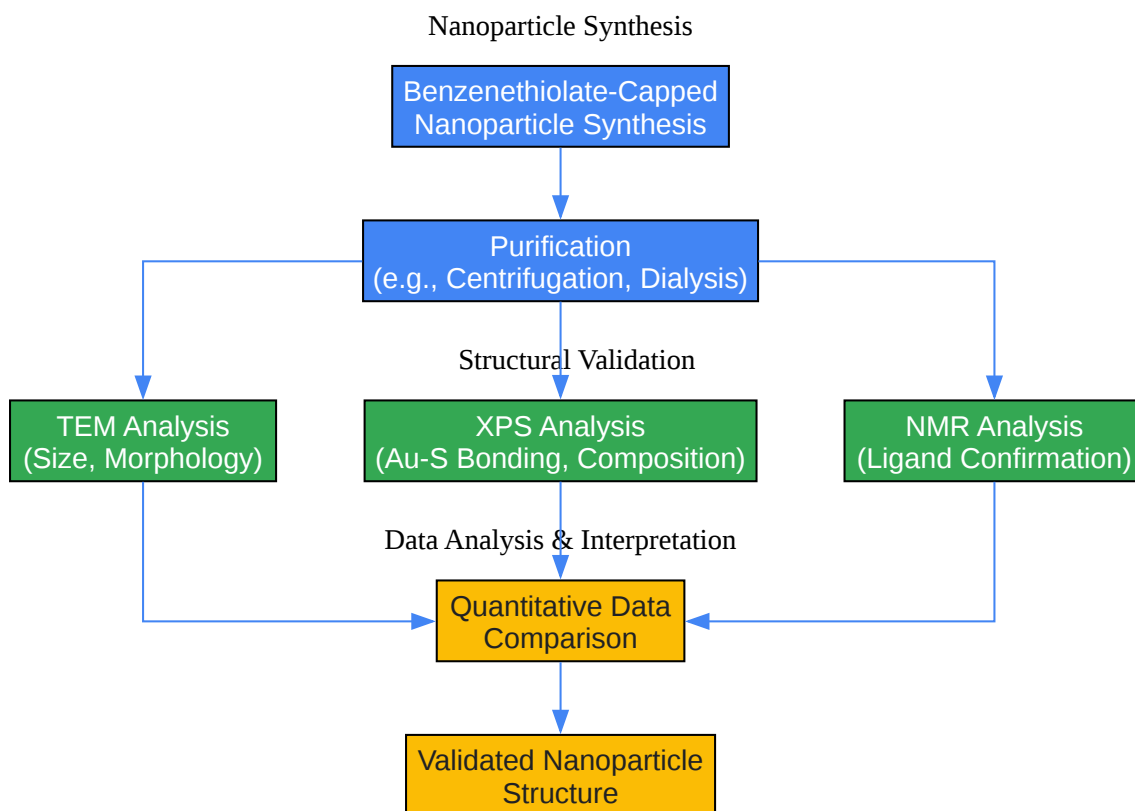 Nanoparticle Synthesis
Benzenethiolate-Capped
Nanoparticle Synthesis
Purification
(e.g., Centrifugation, Dialysis)
Structural Validation
TEM Analysis
(Size, Morphology)
XPS Analysis
(Au-S Bonding, Composition)
NMR Analysis
(Ligand Confirmation)
Data Analysis & Interpretation
Quantitative Data
Comparison
Validated Nanoparticle
Structure